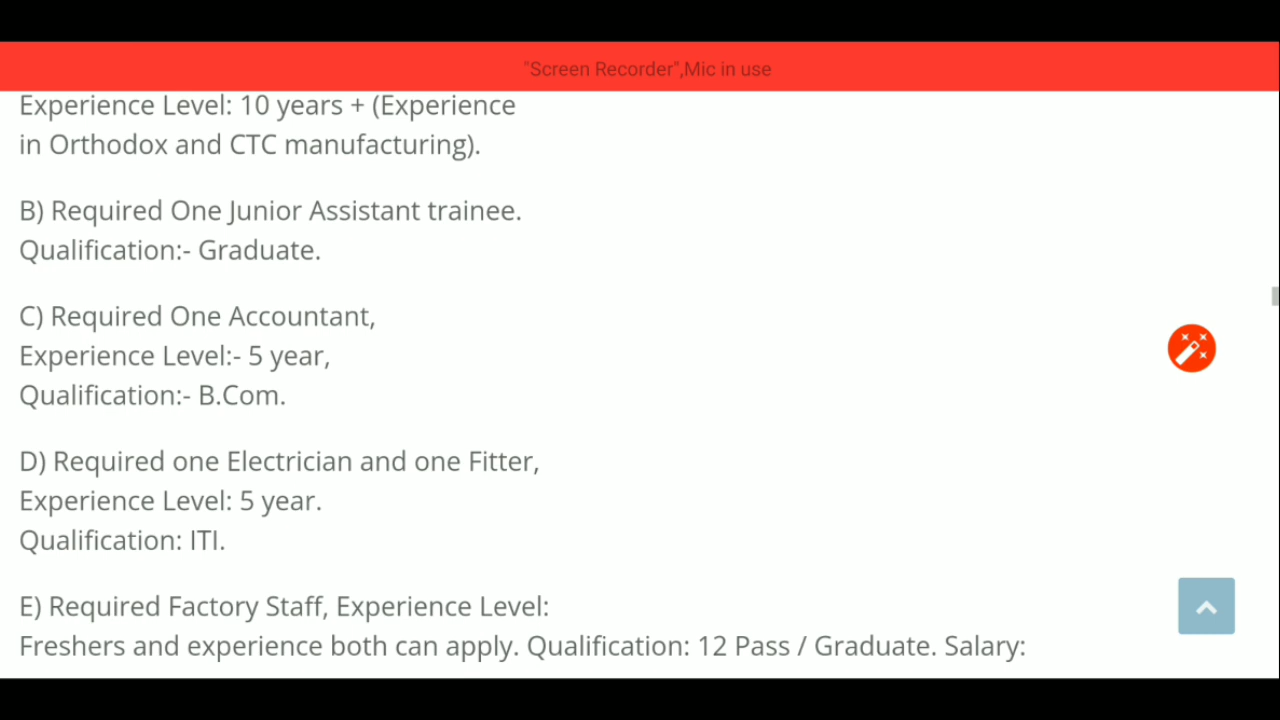 "Screen Recorder",Mic in use
Experience Level: 10 years + (Experience
in Orthodox and CTC manufacturing).
B) Required One Junior Assistant trainee.
Qualification:- Graduate.
C) Required One Accountant,
Experience Level:- 5 year,
Qualification:- B.Com.
D) Required one Electrician and one Fitter,
Experience Level: 5 year.
Qualification: ITI.
E) Required Factory Staff, Experience Level:
Freshers and experience both can apply. Qualification: 12 Pass / Graduate. Salary: